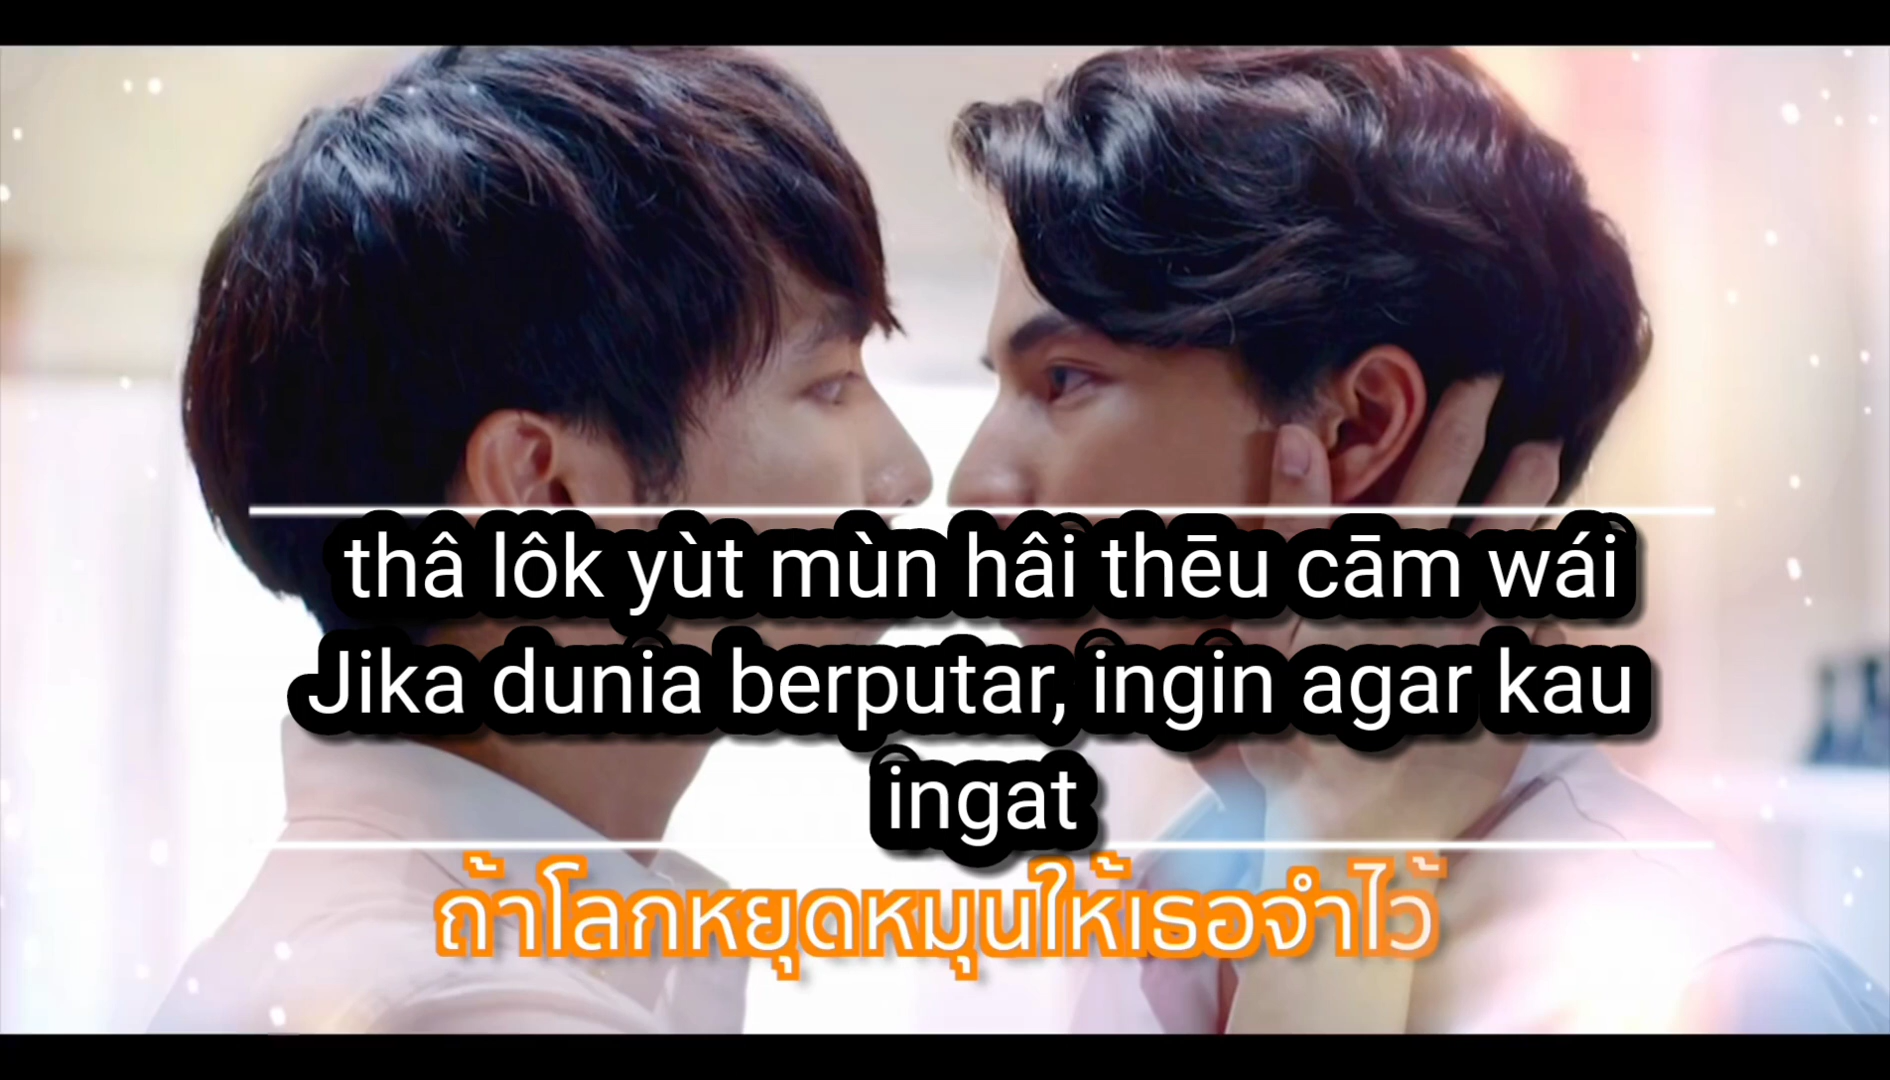 thâ lôk yùt mùn hâi thēu cām wái
Jika dunia berputar, ingin agar kau
ingat
ถ้าโลกหยุดหมุนให้เธอจำไว้